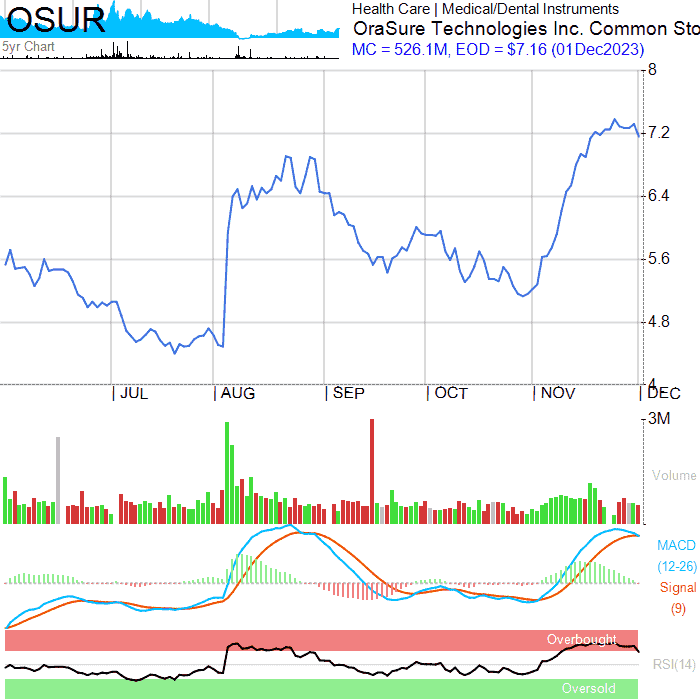 OSUR
5yr Chart
Health Care | Medical/Dental Instruments
OraSure Technologies Inc. Common Sto
MC = 526.1M, EOD = $7.16 (01Dec2023)
8
7.2
6.4
5.6
4.8
4
| JUL | AUG | SEP | OCT | NOV | DEC
3M
Volume
MACD
(12-26)
Signal
(9)
Overbought
RSI(14)
Oversold